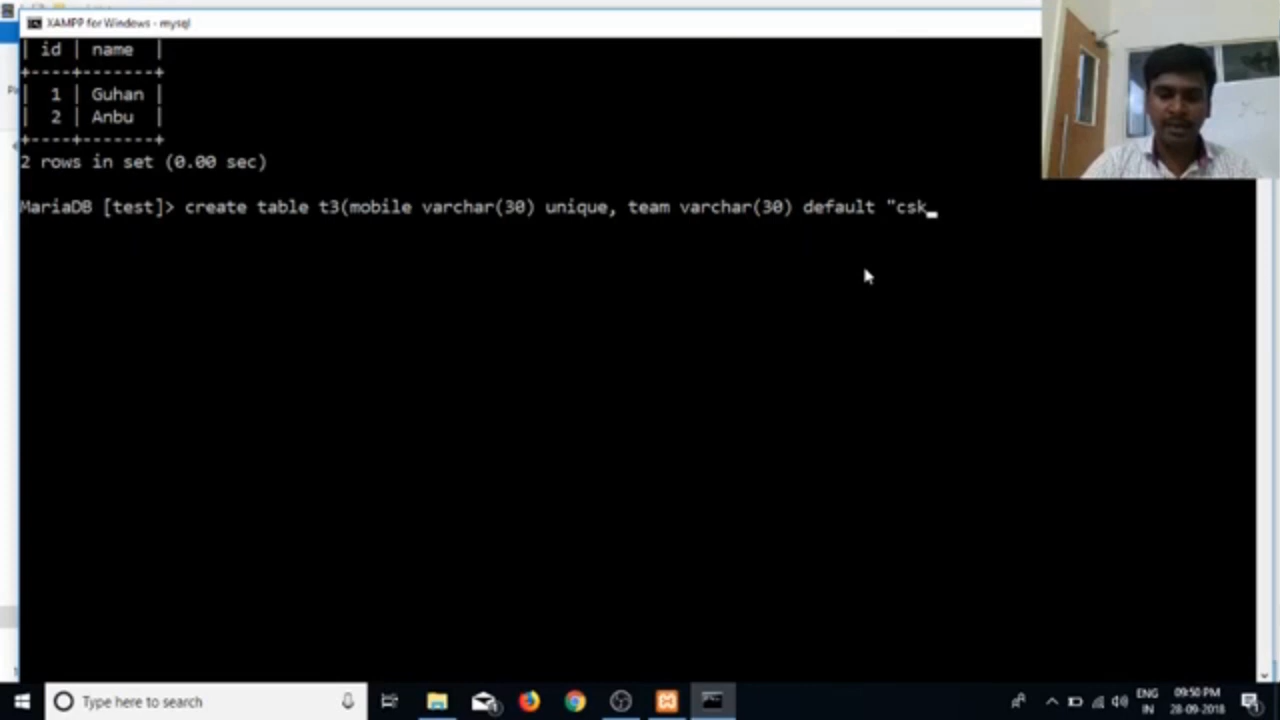 XAMPP for Windows - mysql
| id | name |
+----+-------+
| 1 | Guhan |
| 2 | Anbu |
+----+-------+
2 rows in set (0.00 sec)
MariaDB [test]> create table t3(mobile varchar(30) unique, team varchar(30) default "csk_
Type here to search
ENG
IN
09:50 PM
28-09-2018